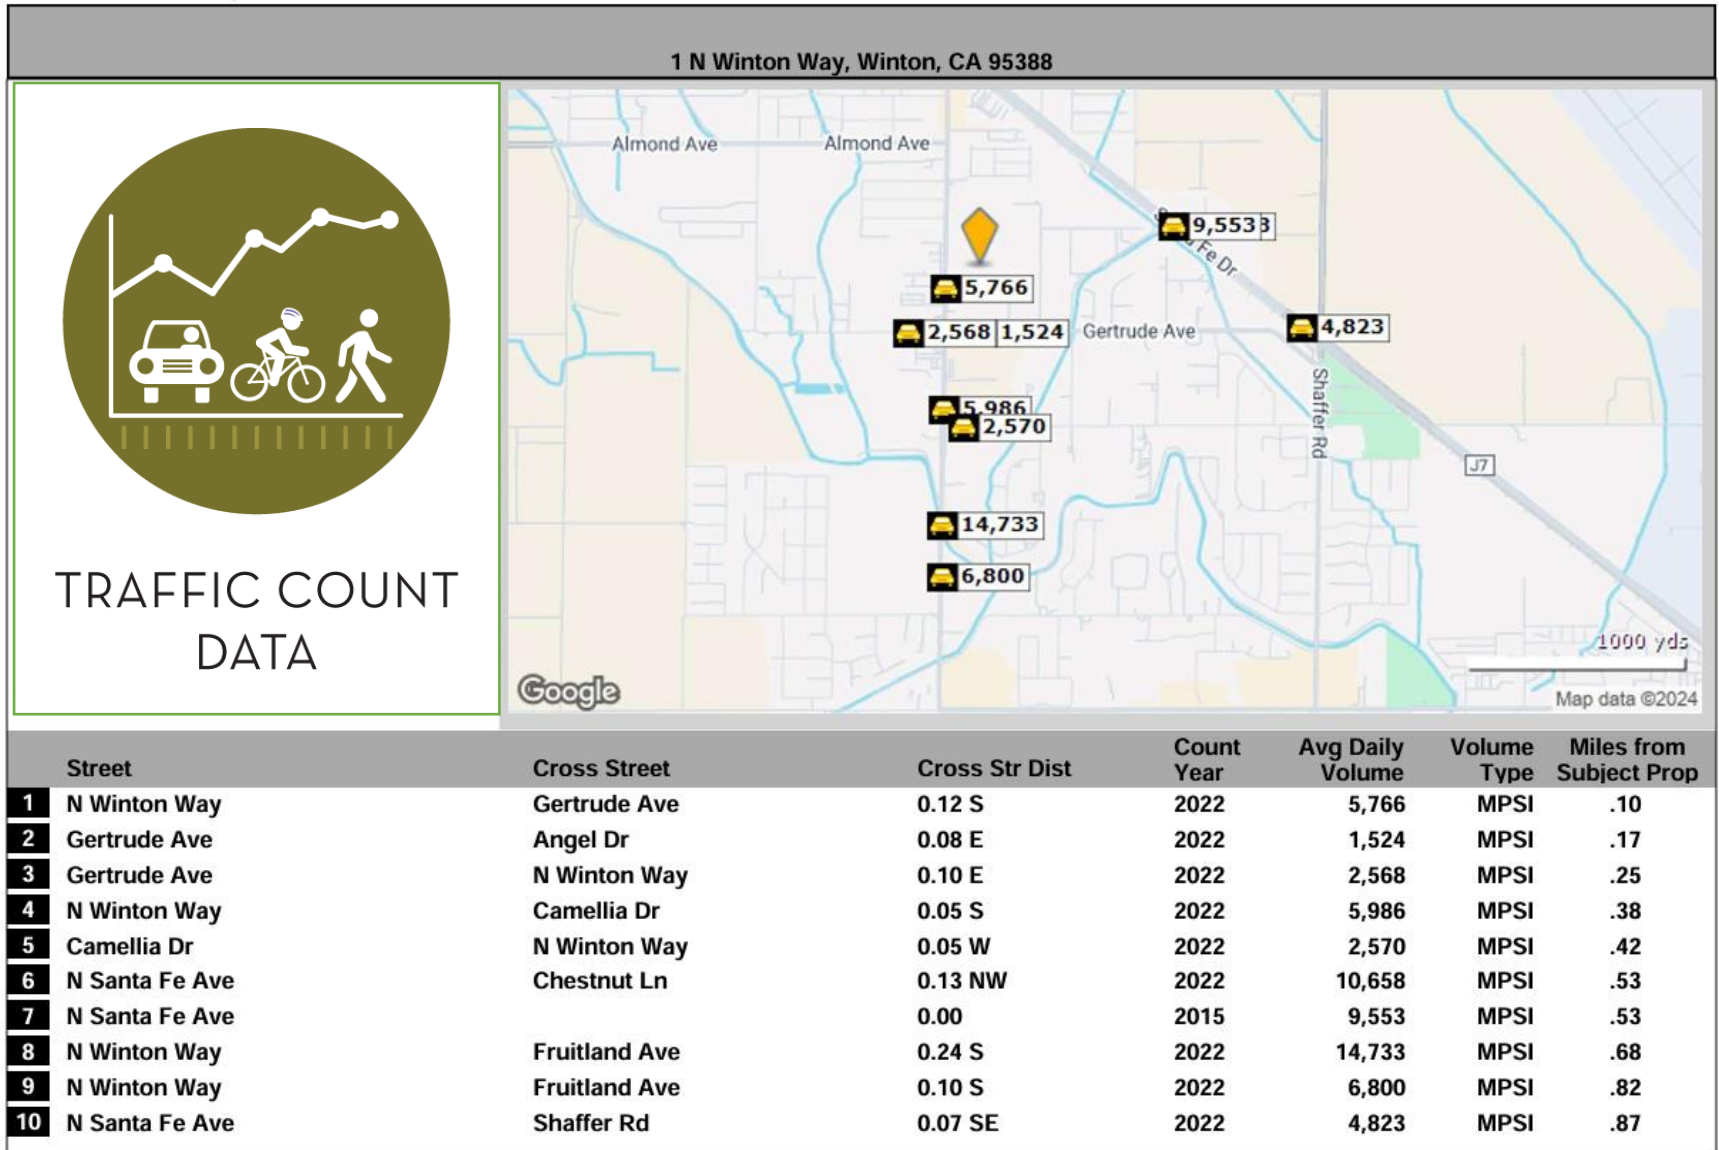 1 N Winton Way, Winton, CA 95388
TRAFFIC COUNT
DATA
Almond Ave
Almond Ave
9,553
Fe Dr
5,766
2,568
1,524
Gertrude Ave
4,823
Shaffer Rd
5,986
2,570
J7
14,733
6,800
1000 yds
Google
Map data ©2024
Street Cross Street Cross Str Dist Count Year Avg Daily Volume Volume Type Miles from Subject Prop
1 N Winton Way Gertrude Ave 0.12 S 2022 5,766 MPSI .10
2 Gertrude Ave Angel Dr 0.08 E 2022 1,524 MPSI .17
3 Gertrude Ave N Winton Way 0.10 E 2022 2,568 MPSI .25
4 N Winton Way Camellia Dr 0.05 S 2022 5,986 MPSI .38
5 Camellia Dr N Winton Way 0.05 W 2022 2,570 MPSI .42
6 N Santa Fe Ave Chestnut Ln 0.13 NW 2022 10,658 MPSI .53
7 N Santa Fe Ave 0.00 2015 9,553 MPSI .53
8 N Winton Way Fruitland Ave 0.24 S 2022 14,733 MPSI .68
9 N Winton Way Fruitland Ave 0.10 S 2022 6,800 MPSI .82
10 N Santa Fe Ave Shaffer Rd 0.07 SE 2022 4,823 MPSI .87